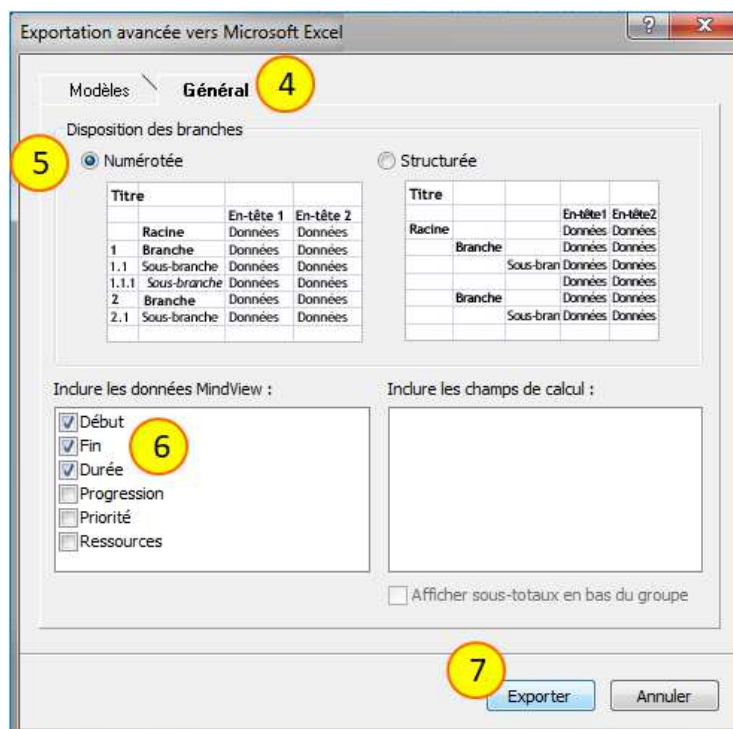 Exportation avancée vers Microsoft Excel
? X
Modèles Général 4
Disposition des branches
5 Numérotée Structurée
Titre
En-tête 1 En-tête 2
Racine Données Données
1 Branche Données Données
1.1 Sous-branche Données Données
1.1.1 Sous-branche Données Données
2 Branche Données Données
2.1 Sous-branche Données Données
Titre
En-tête1 En-tête2
Racine Données Données
Branche Données Données
Sous-bran Données Données
Données Données
Branche Données Données
Sous-bran Données Données
Inclure les données MindView :
Début
Fin
Durée
6
Progression
Priorité
Ressources
Inclure les champs de calcul :
Afficher sous-totaux en bas du groupe
7
Exporter Annuler